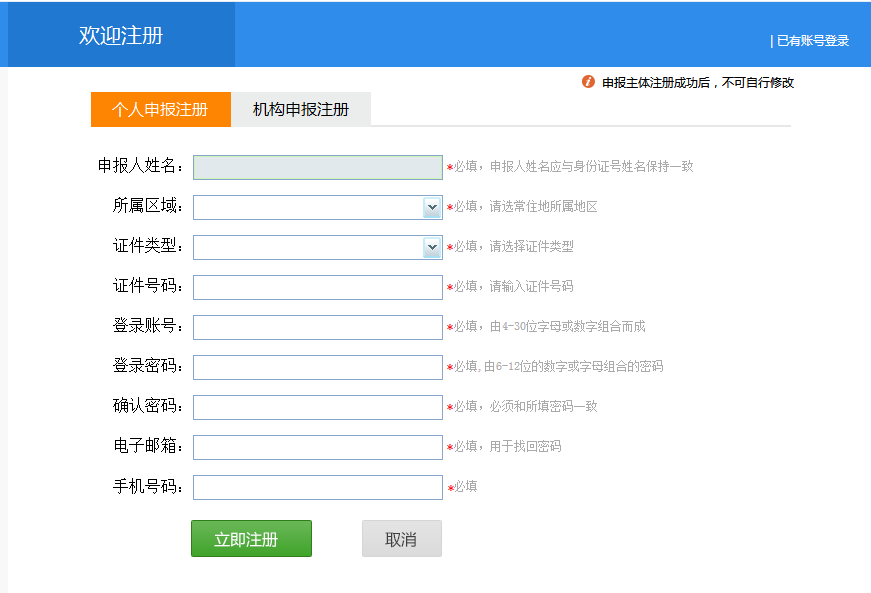 欢迎注册
| 已有账号登录
申报主体注册成功后，不可自行修改
个人申报注册 机构申报注册
申报人姓名： *必填，申报人姓名应与身份证号姓名保持一致
所属区域： *必填，请选常住地所属地区
证件类型： *必填，请选择证件类型
证件号码： *必填，请输入证件号码
登录账号： *必填，由4-30位字母或数字组合而成
登录密码： *必填,由6-12位的数字或字母组合的密码
确认密码： *必填，必须和所填密码一致
电子邮箱： *必填，用于找回密码
手机号码： *必填
立即注册 取消